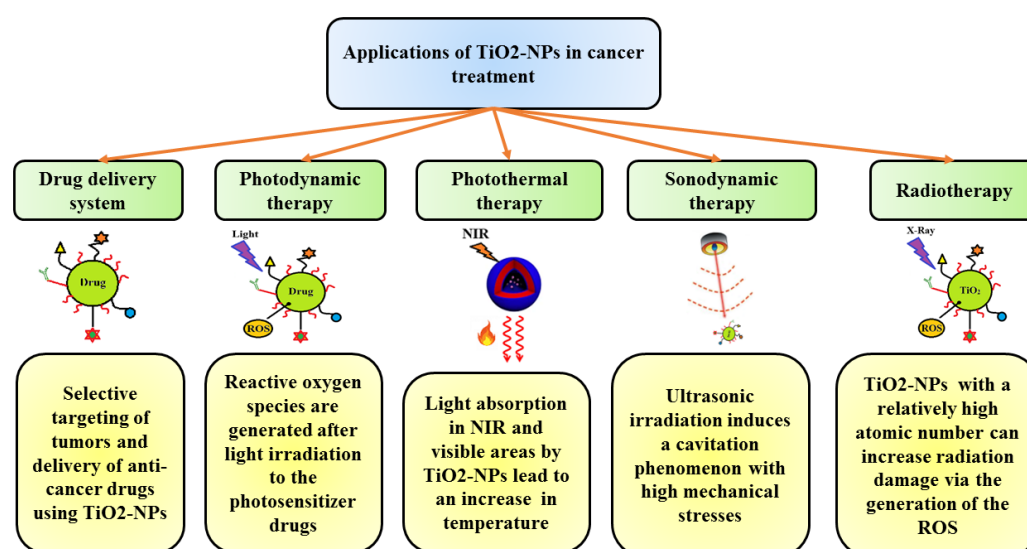 Applications of TiO2-NPs in cancer
treatment
Drug delivery
system
Photodynamic
therapy
Photothermal
therapy
Sonodynamic
therapy
Radiotherapy
Drug
Light
Drug
ROS
NIR
X-Ray
TiO₂
ROS
Selective
targeting of
tumors and
delivery of anti-
cancer drugs
using TiO2-NPs
Reactive oxygen
species are
generated after
light irradiation
to the
photosensitizer
drugs
Light absorption
in NIR and
visible areas by
TiO2-NPs lead to
an increase in
temperature
Ultrasonic
irradiation induces
a cavitation
phenomenon with
high mechanical
stresses
TiO2-NPs with a
relatively high
atomic number can
increase radiation
damage via the
generation of the
ROS